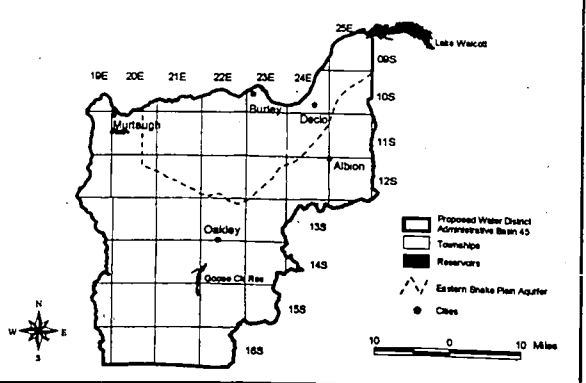 25E
Lake Walcott
09S
19E 20E 21E 22E 23E 24E
10S
Burley
Declo
Murtaugh
11S
Albion
12S
13S
Oakley
14S
Goose Ck Res
15S
16S
Proposed Water District
Administrative Basin 45
Townships
Reservoirs
Eastern Snake Plain Aquifer
Cities
N
W E
S
10 0 10 Miles